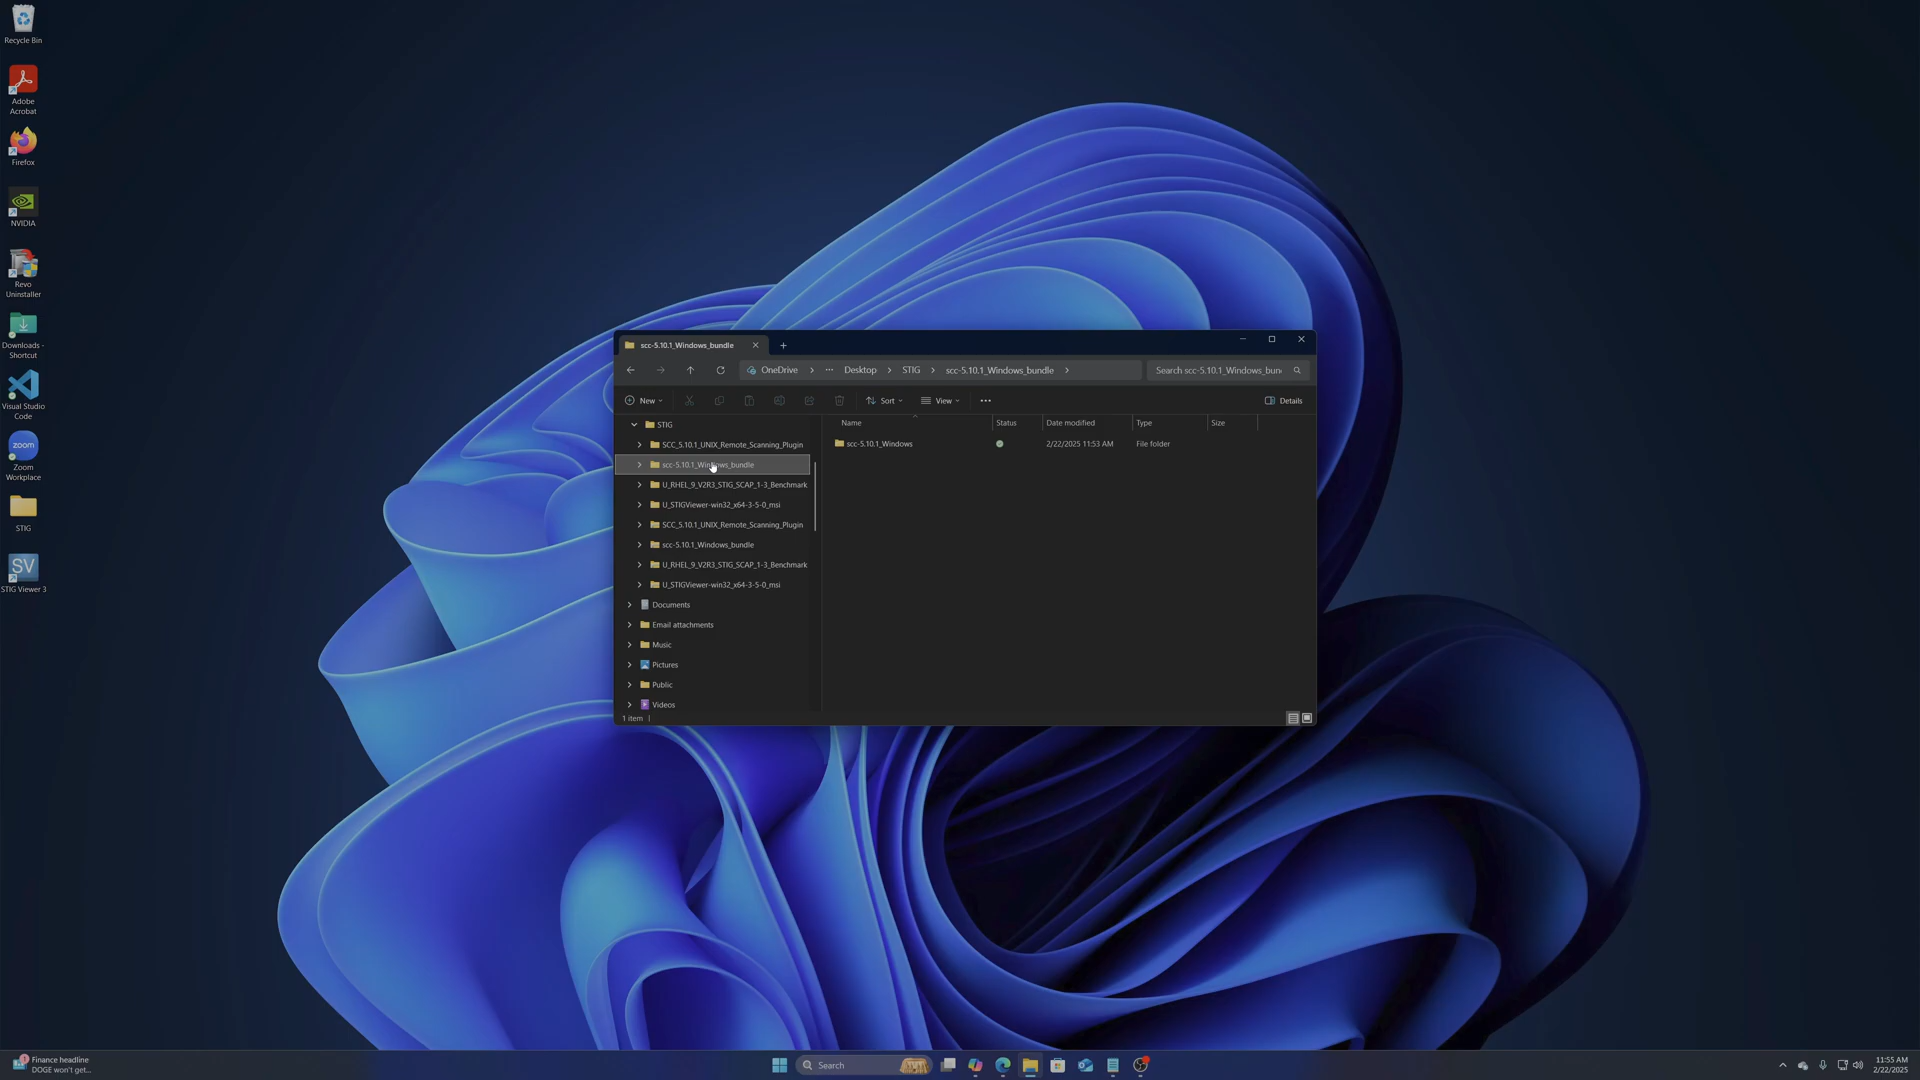 Recycle Bin
Adobe
Acrobat
Firefox
NVIDIA
Revo
Uninstaller
Downloads -
Shortcut
Visual Studio
Code
zoom
Zoom
Workplace
STIG
SV
STIG Viewer 3
scc-5.10.1_Windows_bundle
OneDrive
Desktop
STIG
scc-5.10.1_Windows_bundle
Search scc-5.10.1_Windows_bun
New
Sort
View
Details
STIG
SCC_5.10.1_UNIX_Remote_Scanning_Plugin
scc-5.10.1_Windows_bundle
U_RHEL_9_V2R3_STIG_SCAP_1-3_Benchmark
U_STIGViewer-win32_x64-3-5-0_msi
SCC_5.10.1_UNIX_Remote_Scanning_Plugin
scc-5.10.1_Windows_bundle
U_RHEL_9_V2R3_STIG_SCAP_1-3_Benchmark
U_STIGViewer-win32_x64-3-5-0_msi
Documents
Email attachments
Music
Pictures
Public
Videos
Name
Status
Date modified
Type
Size
scc-5.10.1_Windows
2/22/2025 11:53 AM
File folder
1 item
1
Finance headline
DOGE won't get...
Search
11:55 AM
2/22/2025